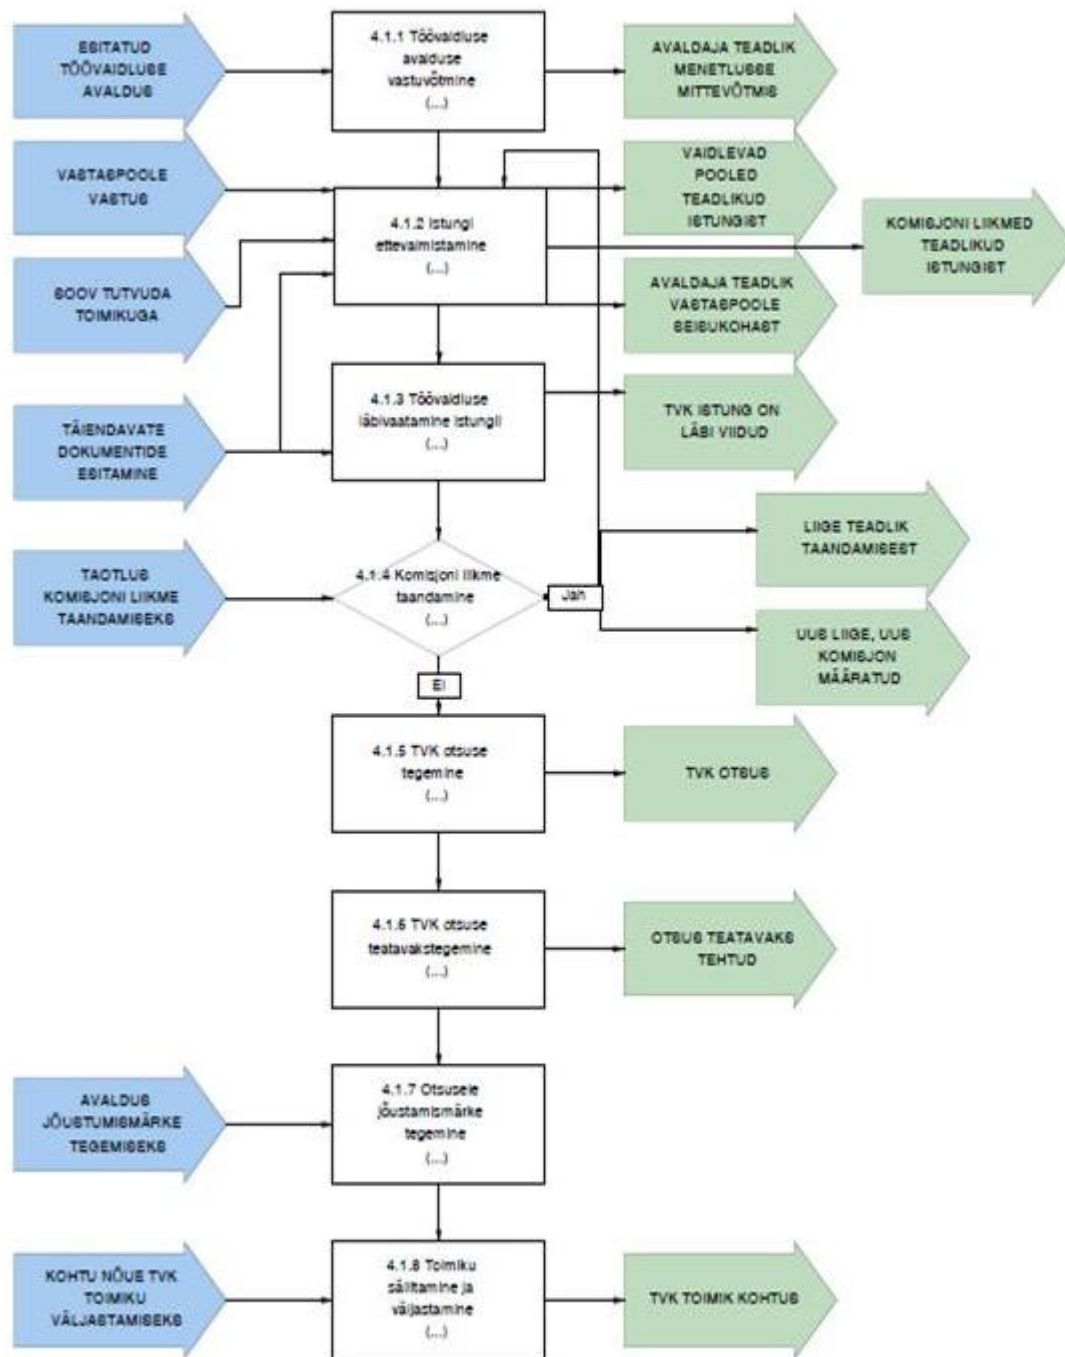 ESITATUD
TÖÖVAIDLUSE
AVALDUS
4.1.1 Töövaidluse
avalduse
vastuvõtmine
(...)
AVALDAJA TEADLIK
MENETLUSSE
MITTEVÕTMIS
VASTASPOOLE
VASTUS
VAIDLEVAD
POOLED
TEADLIKUD
ISTUNGIST
4.1.2 Istungi
ettevalmistamine
(...)
KOMISJONI LIIKMED
TEADLIKUD
ISTUNGIST
SOOV TUTVUDA
TOIMIKUGA
AVALDAJA TEADLIK
VASTASPOOLE
SEISUKOHAST
4.1.3 Töövaidluse
läbivaatamine istungil
(...)
TVK ISTUNG ON
LÄBI VIIDUD
TÄIENDAVATE
DOKUMENTIDE
ESITAMINE
LIIGE TEADLIK
TAANDAMISEST
TAOTLUS
KOMISJONI LIIKME
TAANDAMISEKS
4.1.4 Komisjoni liikme
taandamine
(...)
Jah
UUS LIIGE, UUS
KOMISJON
MÄÄRATUD
Ei
4.1.5 TVK otsuse
tegemine
(...)
TVK OTSUS
4.1.6 TVK otsuse
teatavakstegemine
(...)
OTSUS TEATAVAKS
TEHTUD
AVALDUS
JÕUSTUMISMÄRKE
TEGEMISEKS
4.1.7 Otsusele
jõustamismärke
tegemine
(...)
KOHTU NÕUE TVK
TOIMIKU
VÄLJASTAMISEKS
4.1.8 Toimiku
säilitamine ja
väljastamine
(...)
TVK TOIMIK KOHTUS